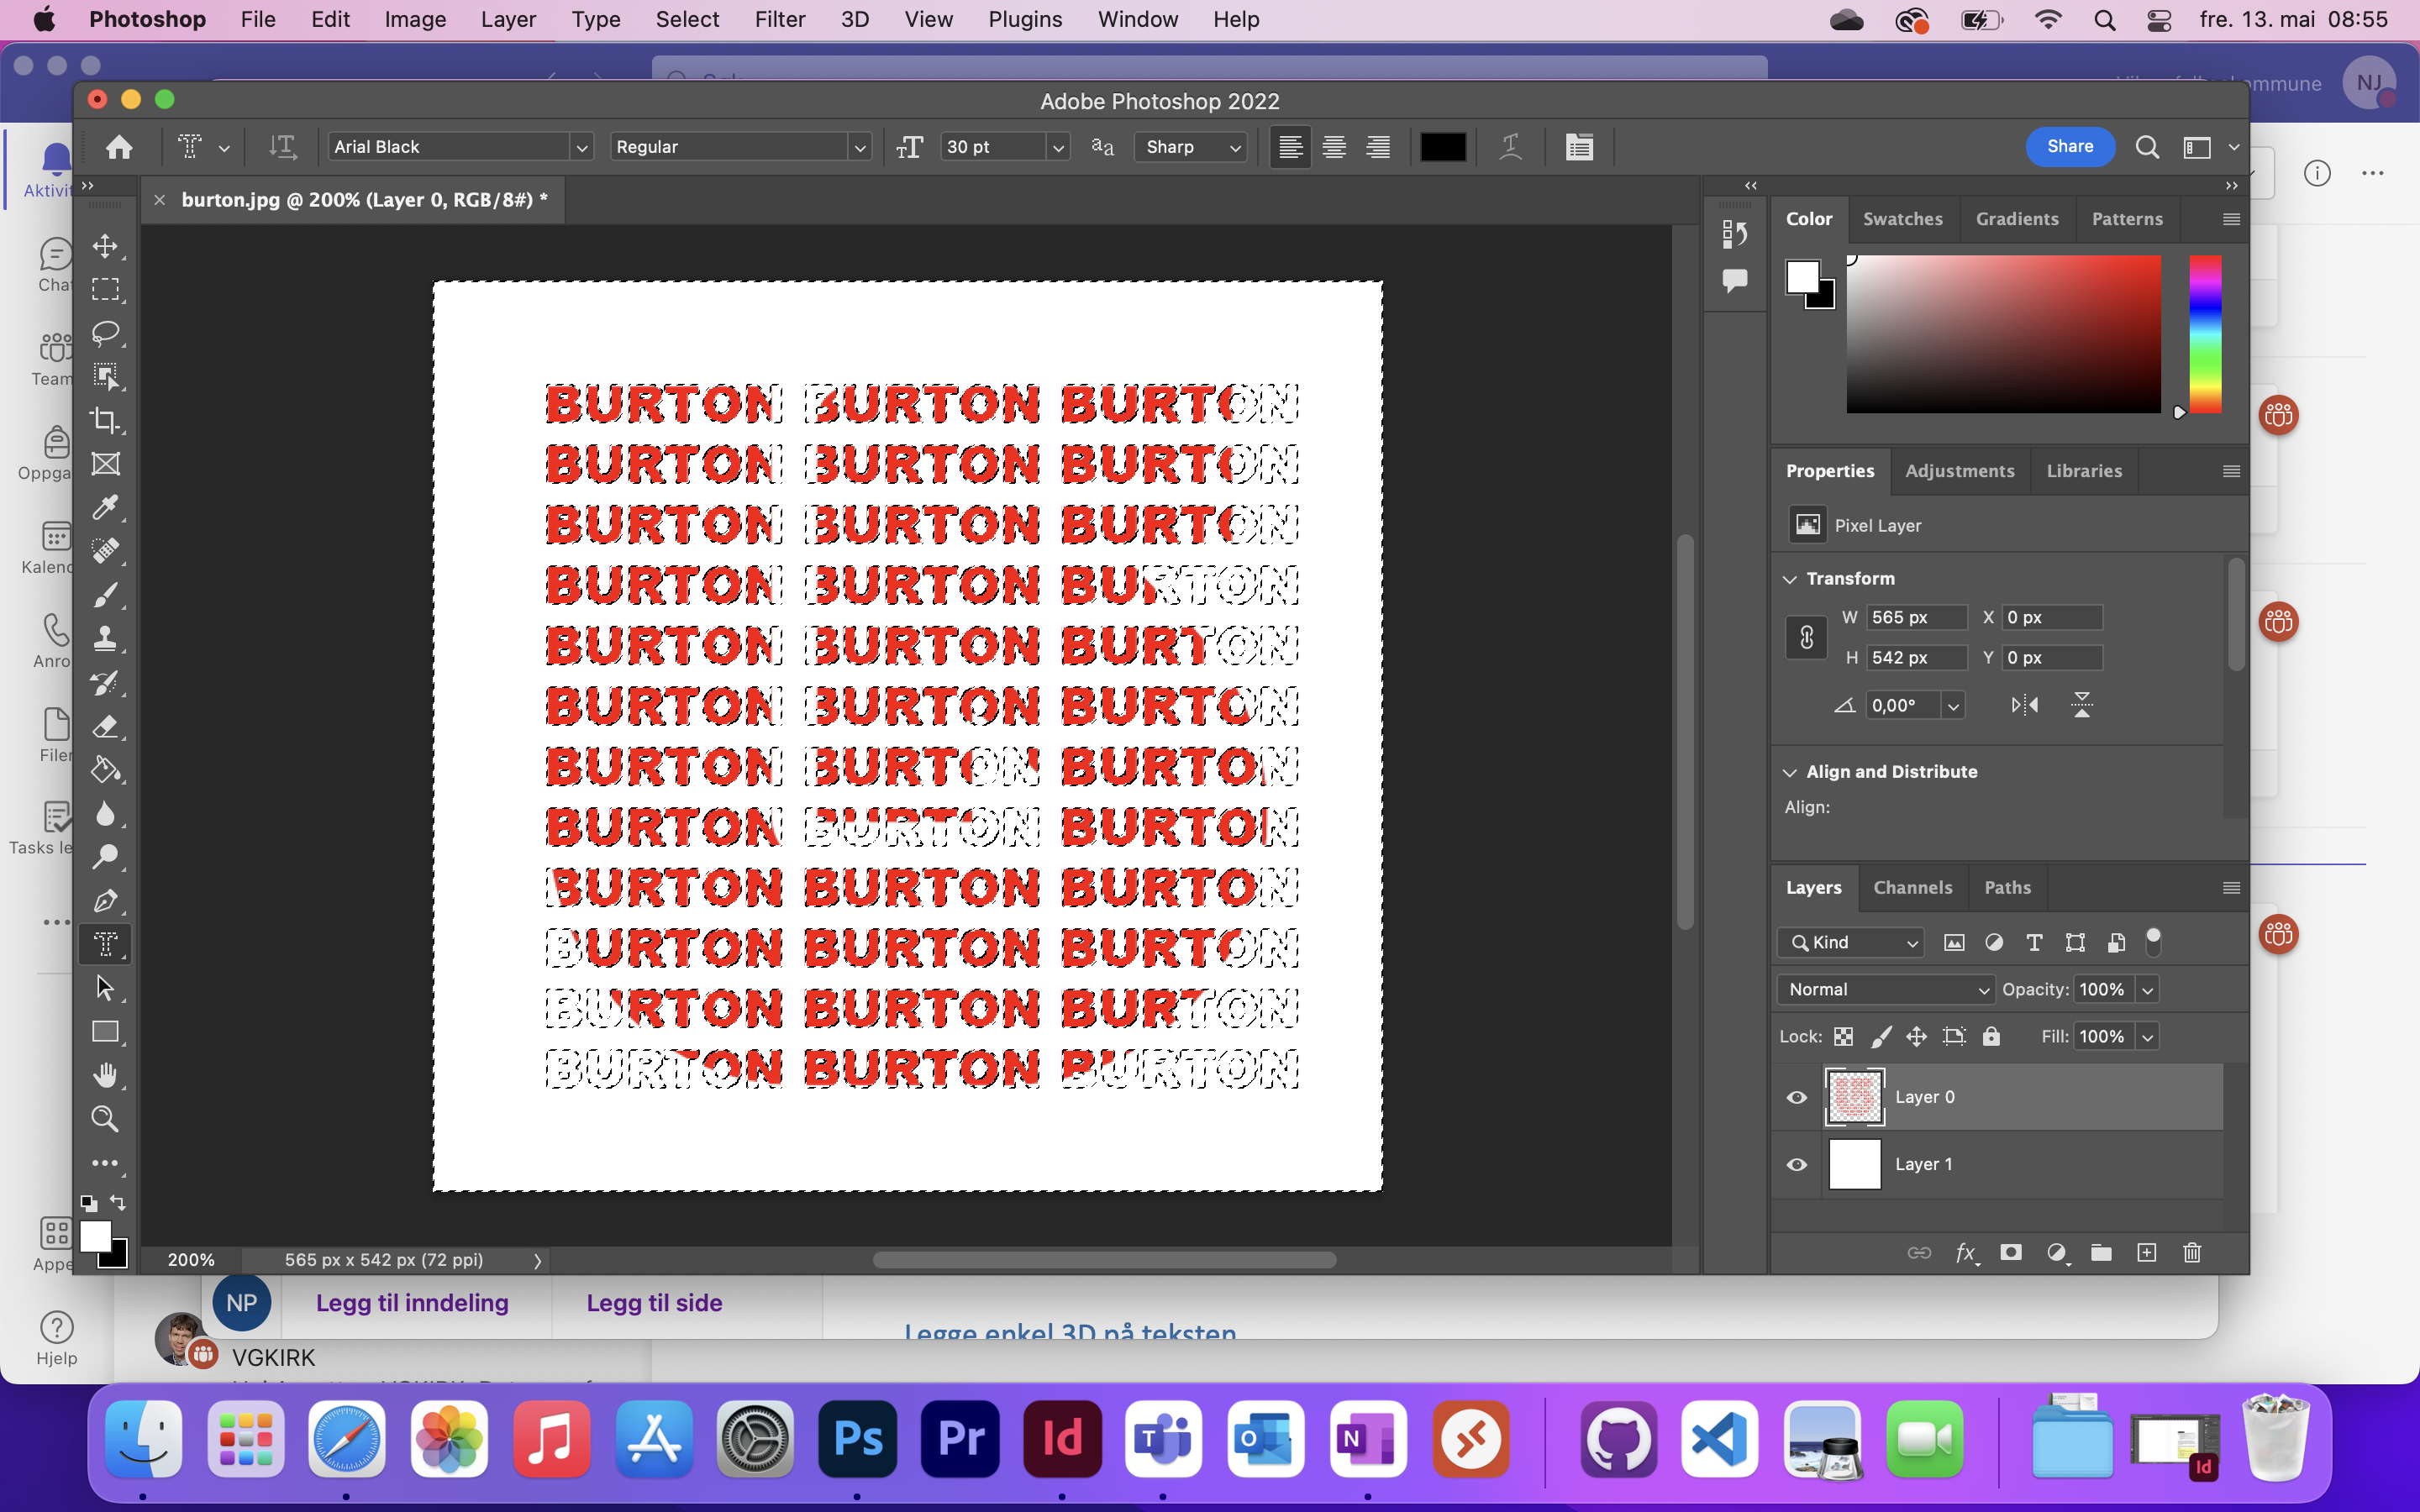 Photoshop File Edit Image Layer Type Select Filter 3D View Plugins Window Help fre. 13. mai 08:55
NJ
Adobe Photoshop 2022
Arial Black Regular 30 pt Sharp Share
burton.jpg @ 200% (Layer 0, RGB/8#) *
Color Swatches Gradients Patterns
Aktivit
Chat
Team
Oppga
Kalend
Anro
Filer
Tasks le
Appe
Hjelp
BURTON BURTON BURTON
BURTON BURTON BURTON
BURTON BURTON BURTON
BURTON BURTON BURTON
BURTON BURTON BURTON
BURTON BURTON BURTON
BURTON BURTON BURTON
BURTON BURTON BURTON
BURTON BURTON BURTON
BURTON BURTON BURTON
BURTON BURTON BURTON
BURTON BURTON BURTON
Properties Adjustments Libraries
Pixel Layer
Transform
W 565 px X 0 px
H 542 px Y 0 px
0,00°
Align and Distribute
Align:
Layers Channels Paths
Kind
Normal Opacity: 100%
Lock: Fill: 100%
Layer 0
Layer 1
fx
200% 565 px x 542 px (72 ppi)
NP Legg til inndeling Legg til side
Legge enkel 3D på teksten
VGKIRK
Ps Pr Id T O N Id